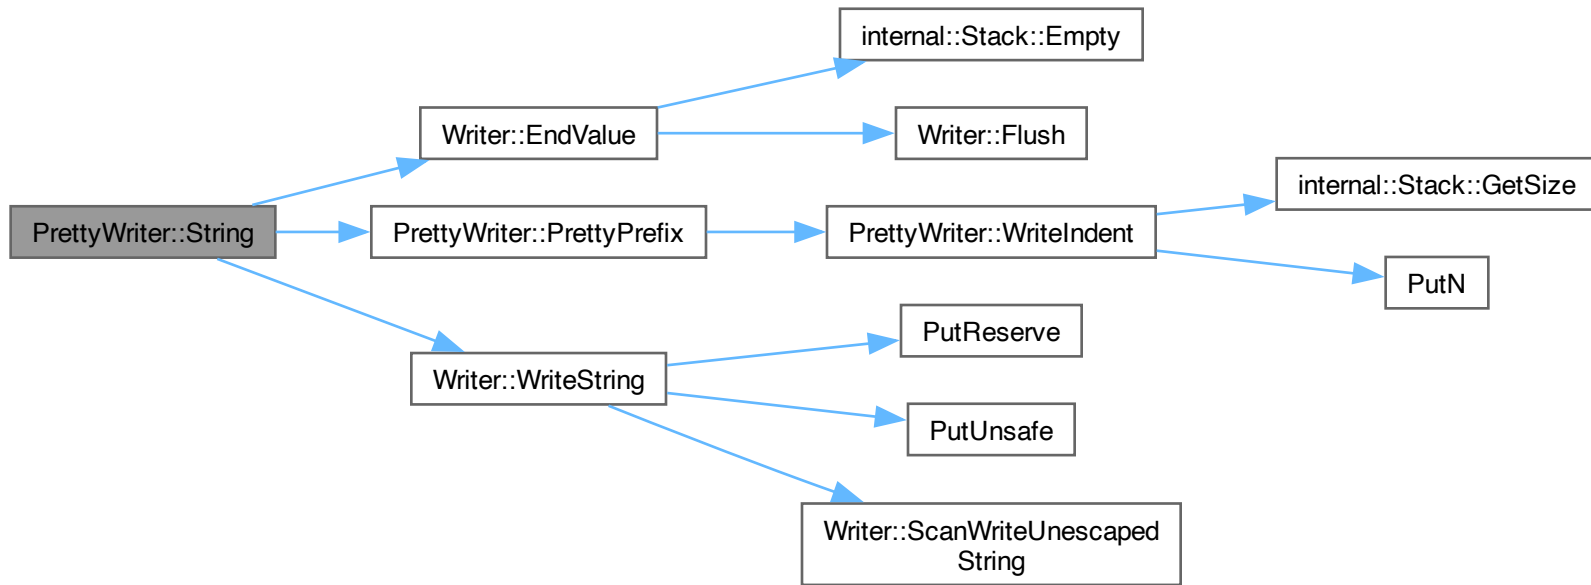 internal::Stack::Empty
Writer::EndValue
Writer::Flush
internal::Stack::GetSize
PrettyWriter::String
PrettyWriter::PrettyPrefix
PrettyWriter::WriteIndent
PutN
PutReserve
Writer::WriteString
PutUnsafe
Writer::ScanWriteUnescaped
String